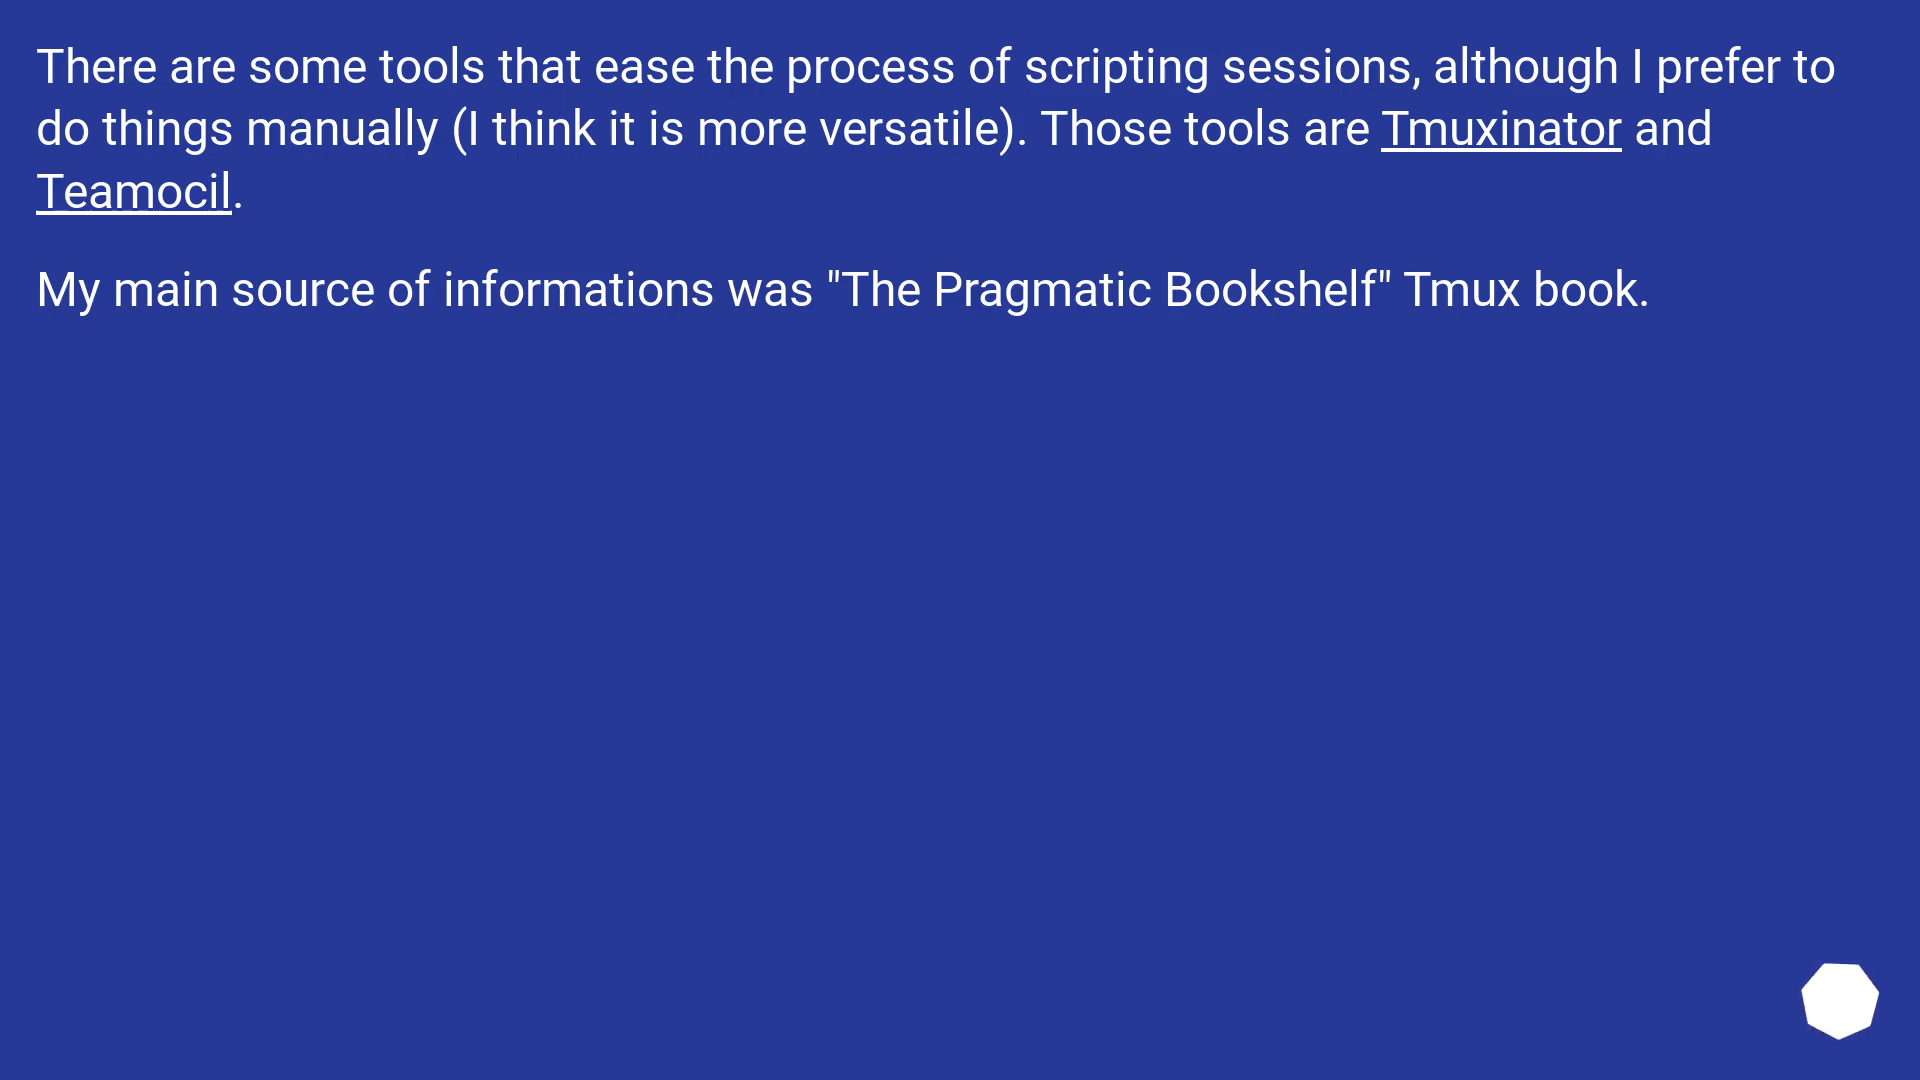 There are some tools that ease the process of scripting sessions, although I prefer to
do things manually (I think it is more versatile). Those tools are Tmuxinator and
Teamocil.
My main source of informations was "The Pragmatic Bookshelf" Tmux book.